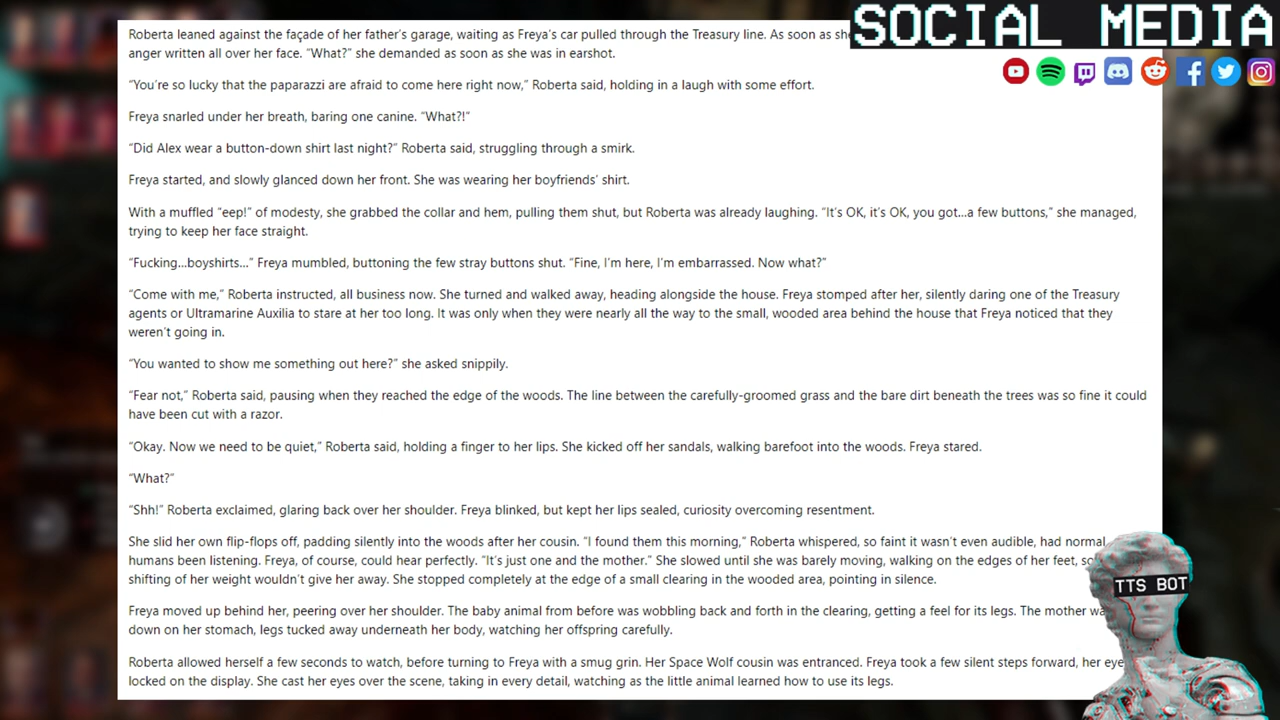 SOCIAL MEDIA
Roberta leaned against the façade of her father's garage, waiting as Freya's car pulled through the Treasury line. As soon as
anger written all over her face. "What?" she demanded as soon as she was in earshot.
"You're so lucky that the paparazzi are afraid to come here right now," Roberta said, holding in a laugh with some effort.
Freya snarled under her breath, baring one canine. "What?!"
"Did Alex wear a button-down shirt last night?" Roberta said, struggling through a smirk.
Freya started, and slowly glanced down her front. She was wearing her boyfriends' shirt.
With a muffled "eep!" of modesty, she grabbed the collar and hem, pulling them shut, but Roberta was already laughing. "It's OK, it's OK, you got...a few buttons," she managed,
trying to keep her face straight.
"Fucking...boyshirts..." Freya mumbled, buttoning the few stray buttons shut. "Fine, I'm here, I'm embarrassed. Now what?"
"Come with me," Roberta instructed, all business now. She turned and walked away, heading alongside the house. Freya stomped after her, silently daring one of the Treasury
agents or Ultramarine Auxilia to stare at her too long. It was only when they were nearly all the way to the small, wooded area behind the house that Freya noticed that they
weren't going in.
"You wanted to show me something out here?" she asked snippily.
"Fear not," Roberta said, pausing when they reached the edge of the woods. The line between the carefully-groomed grass and the bare dirt beneath the trees was so fine it could
have been cut with a razor.
"Okay. Now we need to be quiet," Roberta said, holding a finger to her lips. She kicked off her sandals, walking barefoot into the woods. Freya stared.
"What?"
"Shh!" Roberta exclaimed, glaring back over her shoulder. Freya blinked, but kept her lips sealed, curiosity overcoming resentment.
She slid her own flip-flops off, padding silently into the woods after her cousin. "I found them this morning," Roberta whispered, so faint it wasn't even audible, had normal
humans been listening. Freya, of course, could hear perfectly. "It's just one and the mother." She slowed until she was barely moving, walking on the edges of her feet,
shifting of her weight wouldn't give her away. She stopped completely at the edge of a small clearing in the wooded area, pointing in silence.
Freya moved up behind her, peering over her shoulder. The baby animal from before was wobbling back and forth in the clearing, getting a feel for its legs. The mother
down on her stomach, legs tucked away underneath her body, watching her offspring carefully.
Roberta allowed herself a few seconds to watch, before turning to Freya with a smug grin. Her Space Wolf cousin was entranced. Freya took a few silent steps forward, her
locked on the display. She cast her eyes over the scene, taking in every detail, watching as the little animal learned how to use its legs.
TTS BOT